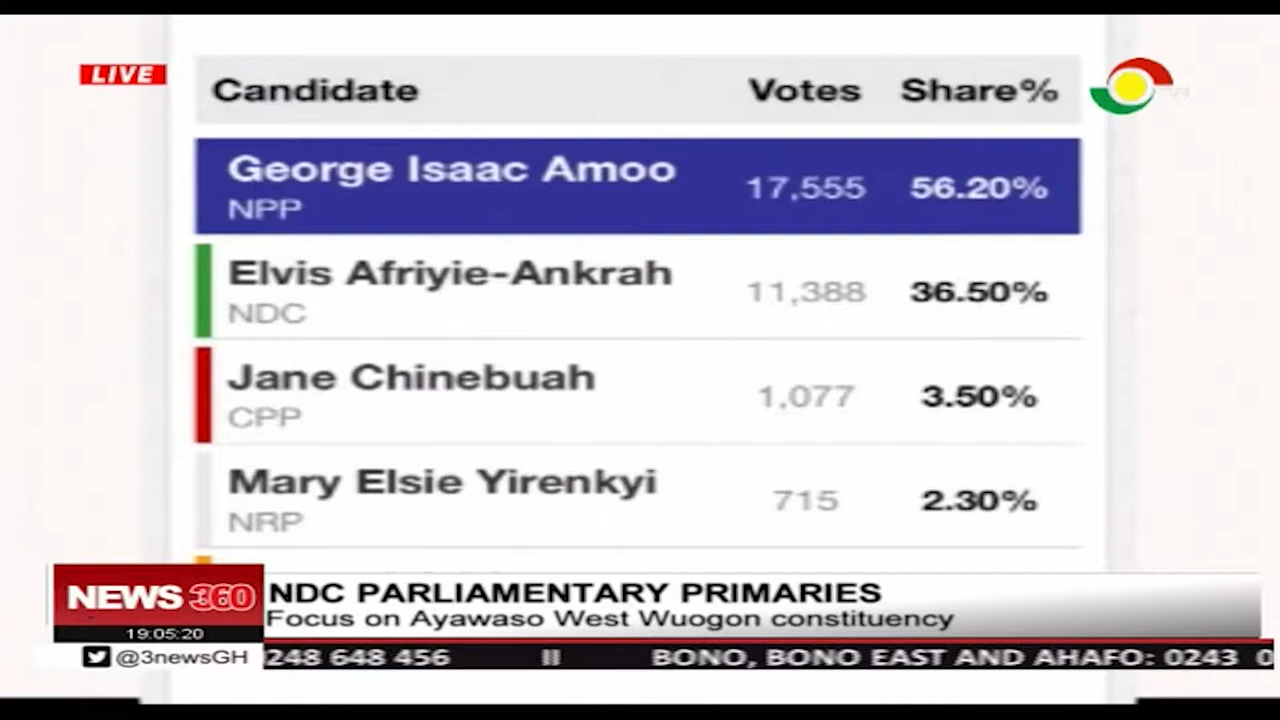 LIVE
Candidate Votes Share%
George Isaac Amoo
NPP
17,555 56.20%
Elvis Afriyie-Ankrah
NDC
11,388 36.50%
Jane Chinebuah
CPP
1,077 3.50%
Mary Elsie Yirenkyi
NRP
715 2.30%
NEWS 360
NDC PARLIAMENTARY PRIMARIES
Focus on Ayawaso West Wuogon constituency
19:05:20
@3newsGH
248 648 456 || BONO, BONO EAST AND AHAFO: 0243